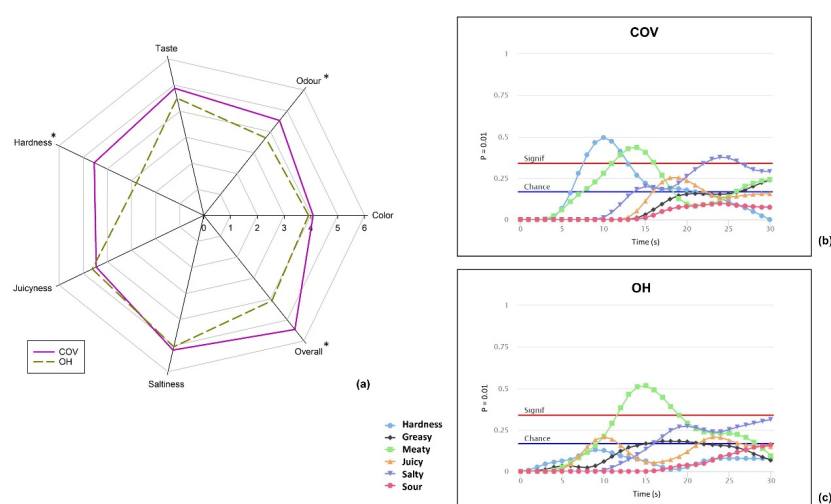 Taste
Odour *
Hardness *
Color
0 1 2 3 4 5 6
Juicyness
Saltiness
Overall *
COV
OH
(a)
Hardness
Greasy
Meaty
Juicy
Salty
Sour
COV
1
0.75
0.5
0.25
0
P = 0.01
Signif
Chance
0 5 10 15 20 25 30
Time (s)
(b)
OH
1
0.75
0.5
0.25
0
P = 0.01
Signif
Chance
0 5 10 15 20 25 30
Time (s)
(c)